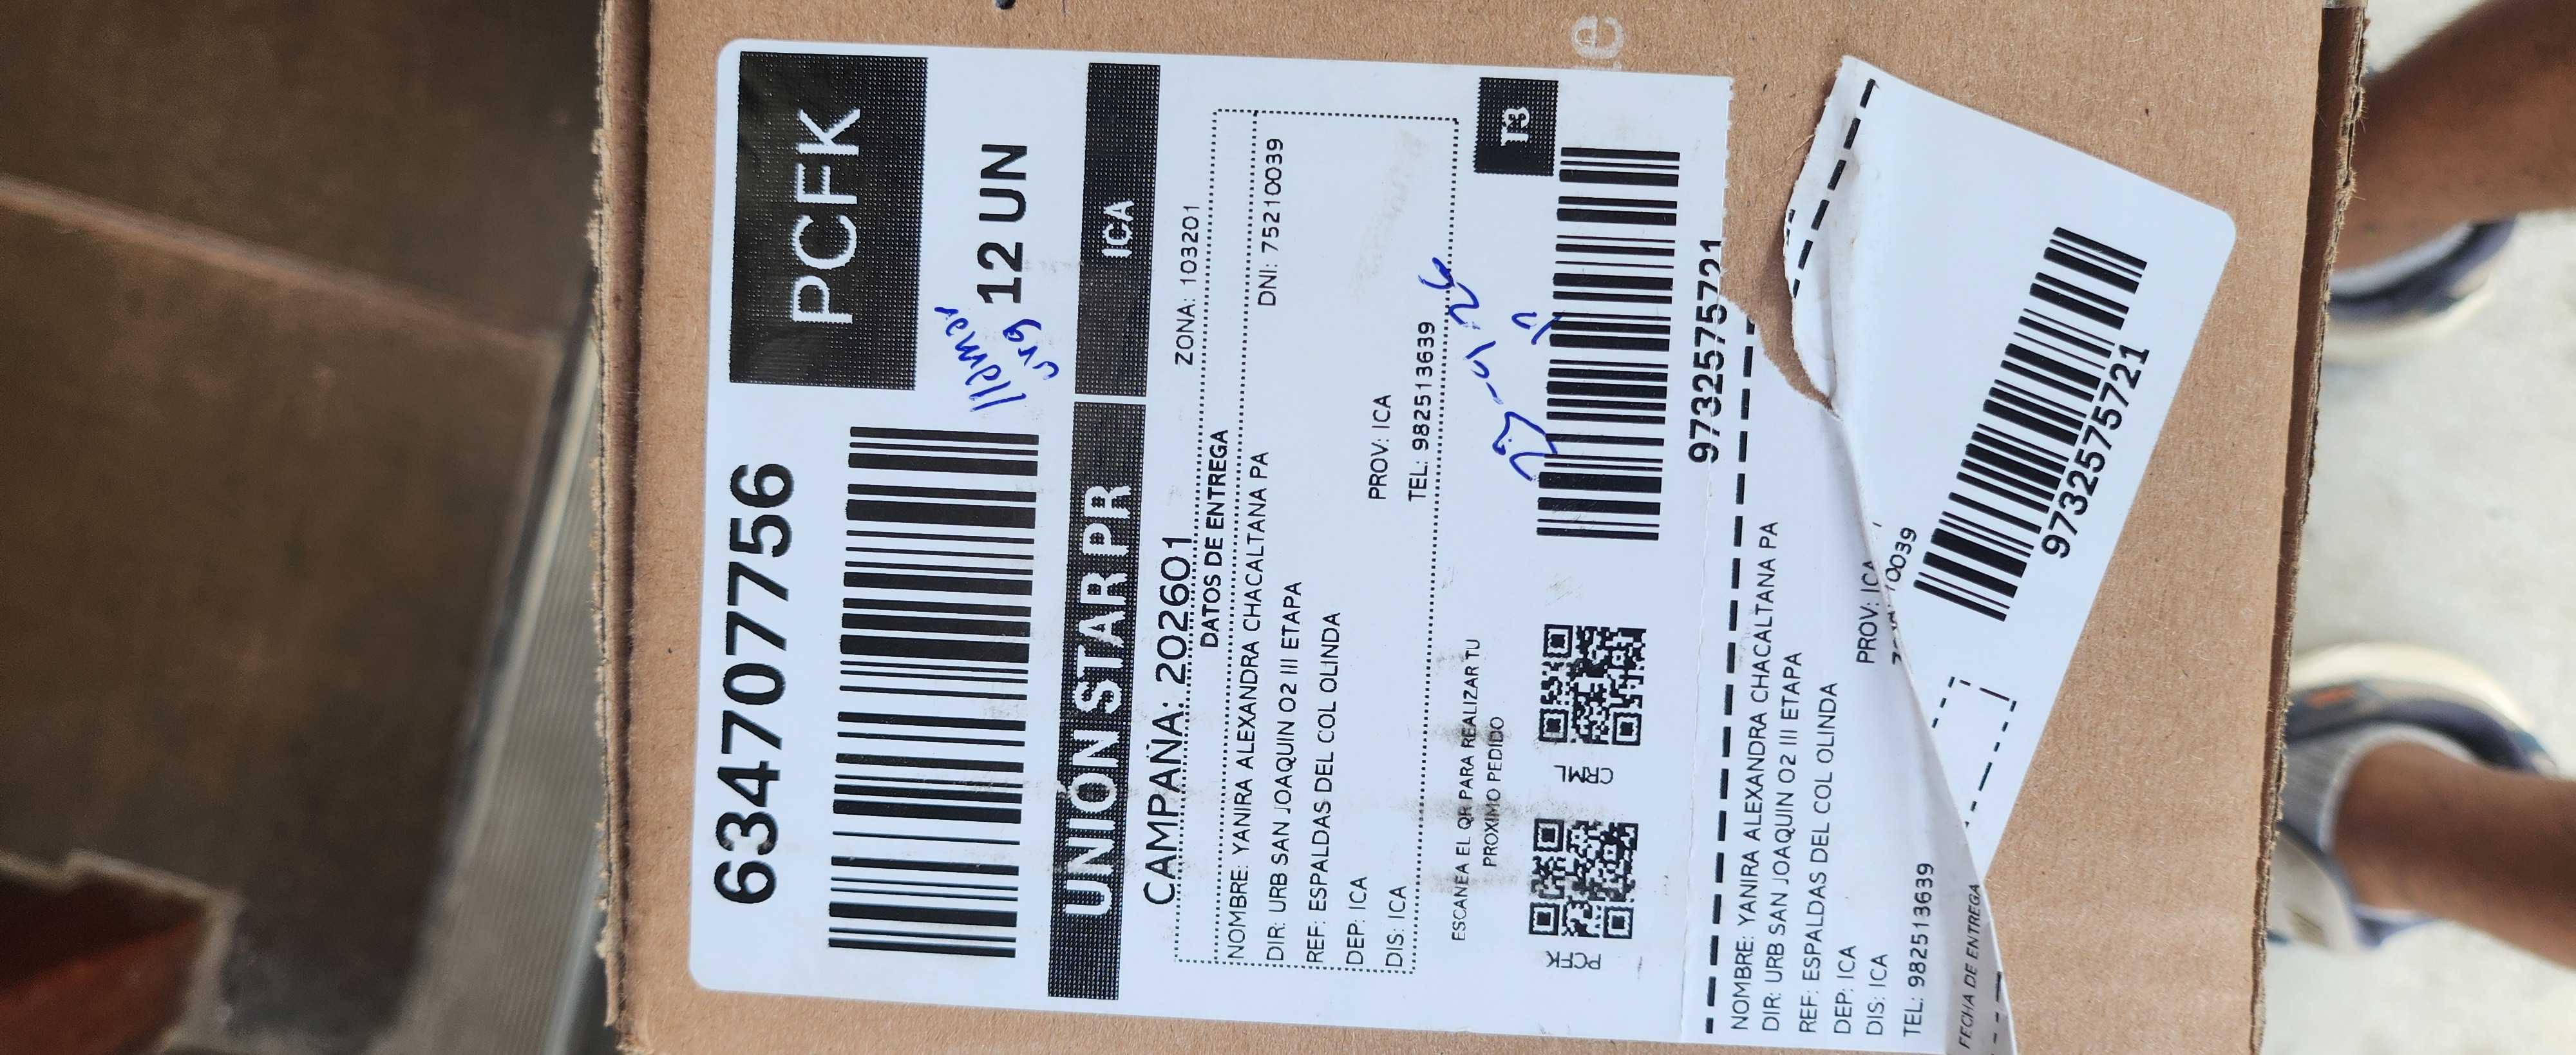 634707756
PCFK
12 UN
UNIÓN STAR PR
ICA
CAMPAÑA: 202601
ZONA: 103201
DATOS DE ENTREGA
NOMBRE: YANIRA ALEXANDRA CHACALTANA PA
DNI: 75210039
DIR: URB SAN JOAQUIN O2 III ETAPA
REF: ESPALDAS DEL COL OLINDA
DEP: ICA
PROV: ICA
DIS: ICA
TEL: 982513639
ESCANEA EL QR PARA REALIZAR TU
PROXIMO PEDIDO
T3
PCFK
CRML
9732575721
NOMBRE: YANIRA ALEXANDRA CHACALTANA PA
DIR: URB SAN JOAQUIN O2 III ETAPA
REF: ESPALDAS DEL COL OLINDA
DEP: ICA
PROV: ICA
DIS: ICA
TEL: 982513639
FECHA DE ENTREGA
9732575721
e